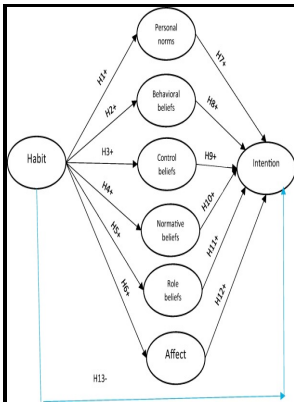 Personal
norms
H1+
H7+
Behavioral
beliefs
H2+
H8+
Habit
H3+
Control
beliefs
H9+
Intention
H4+
Normative
beliefs
H10+
H5+
Role
beliefs
H11+
H6+
Affect
H12+
H13-